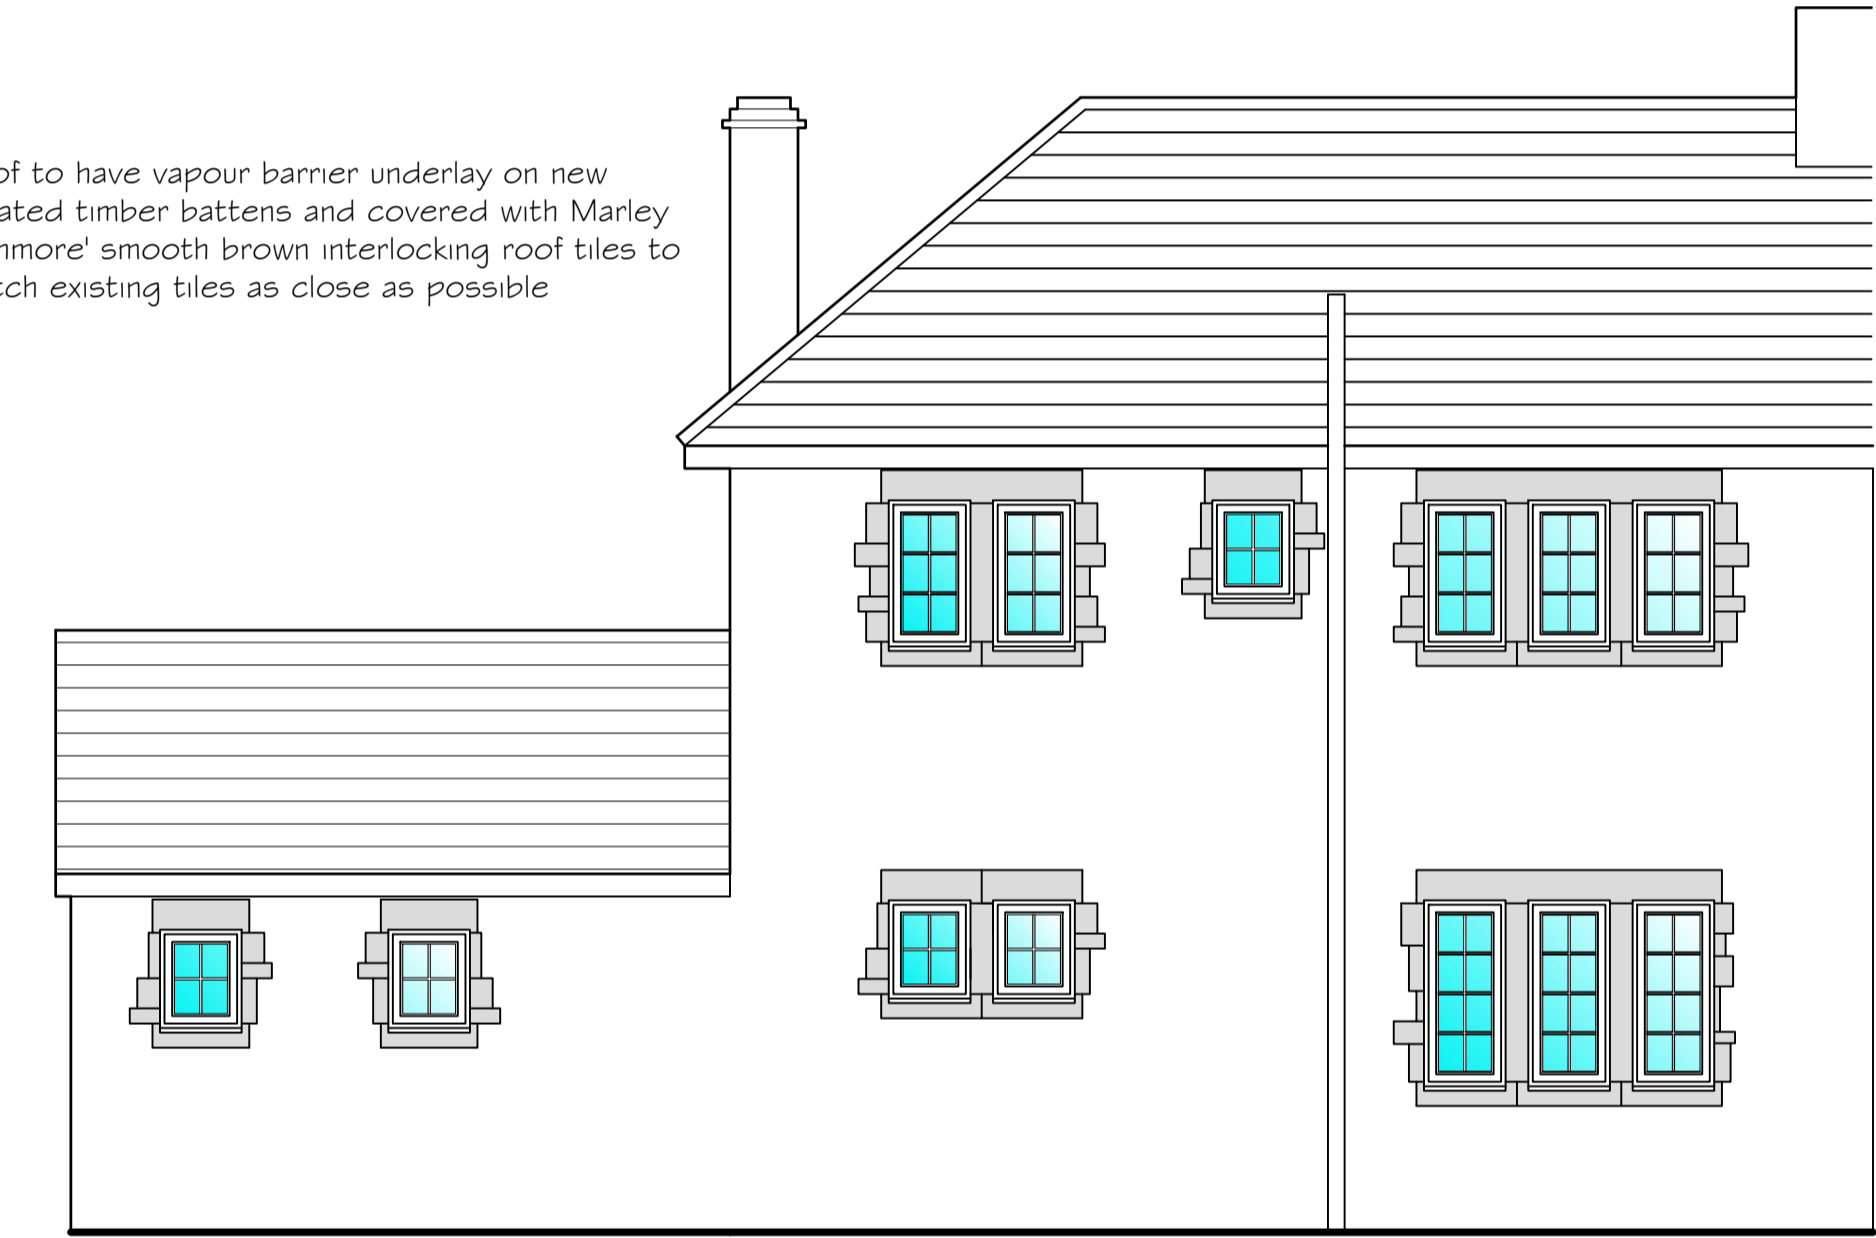 of to have vapour barrier underlay on new
ated timber battens and covered with Marley
nmore' smooth brown interlocking roof tiles to
tch existing tiles as close as possible